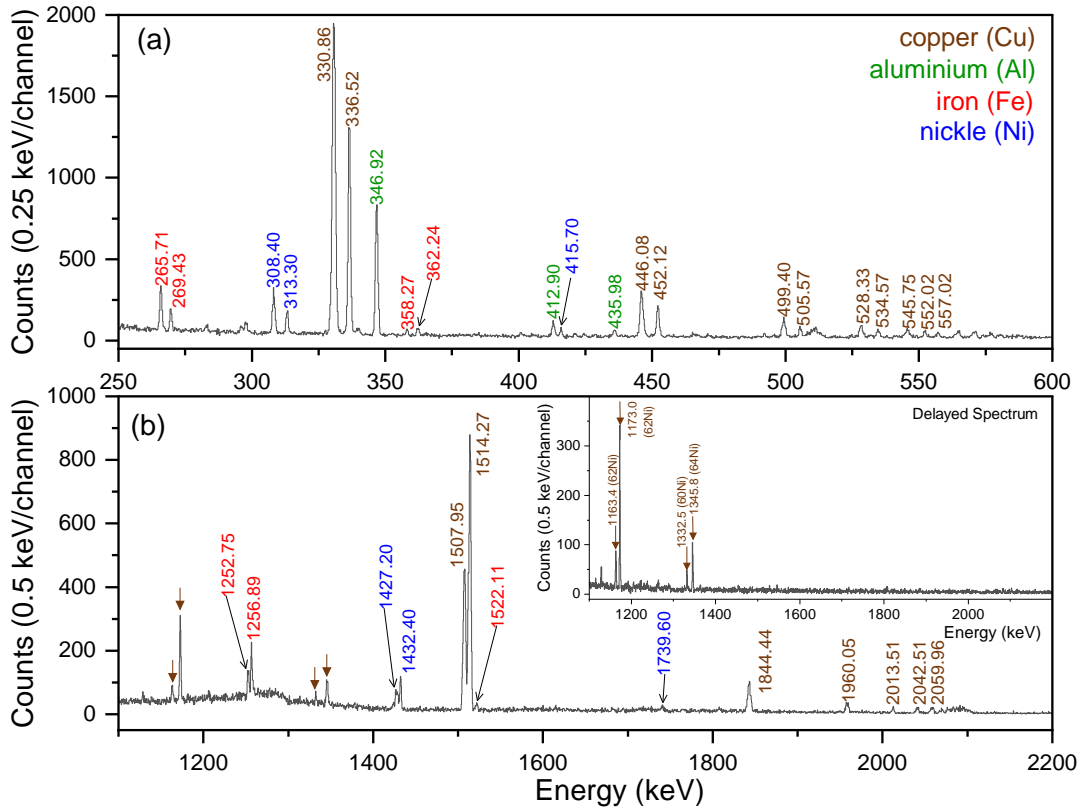 (a)
copper (Cu)
aluminium (Al)
iron (Fe)
nickle (Ni)
Counts (0.25 keV/channel)
2000
1500
1000
500
0
265.71
269.43
308.40
313.30
330.86
336.52
346.92
358.27
362.24
412.90
415.70
435.98
446.08
452.12
499.40
505.57
528.33
534.57
545.75
552.02
557.02
250 300 350 400 450 500 550 600
(b)
Counts (0.5 keV/channel)
1000
800
600
400
200
0
1252.75
1256.89
1427.20
1432.40
1507.95
1514.27
1522.11
1739.60
1844.44
1960.05
2013.51
2042.51
2059.96
1200 1400 1600 1800 2000 2200
Energy (keV)
Delayed Spectrum
Counts (0.5 keV/channel)
300
200
100
0
1163.4 (62Ni)
1173.0
(62Ni)
1332.5 (60Ni)
1345.8 (64Ni)
1200 1400 1600 1800 2000
Energy (keV)